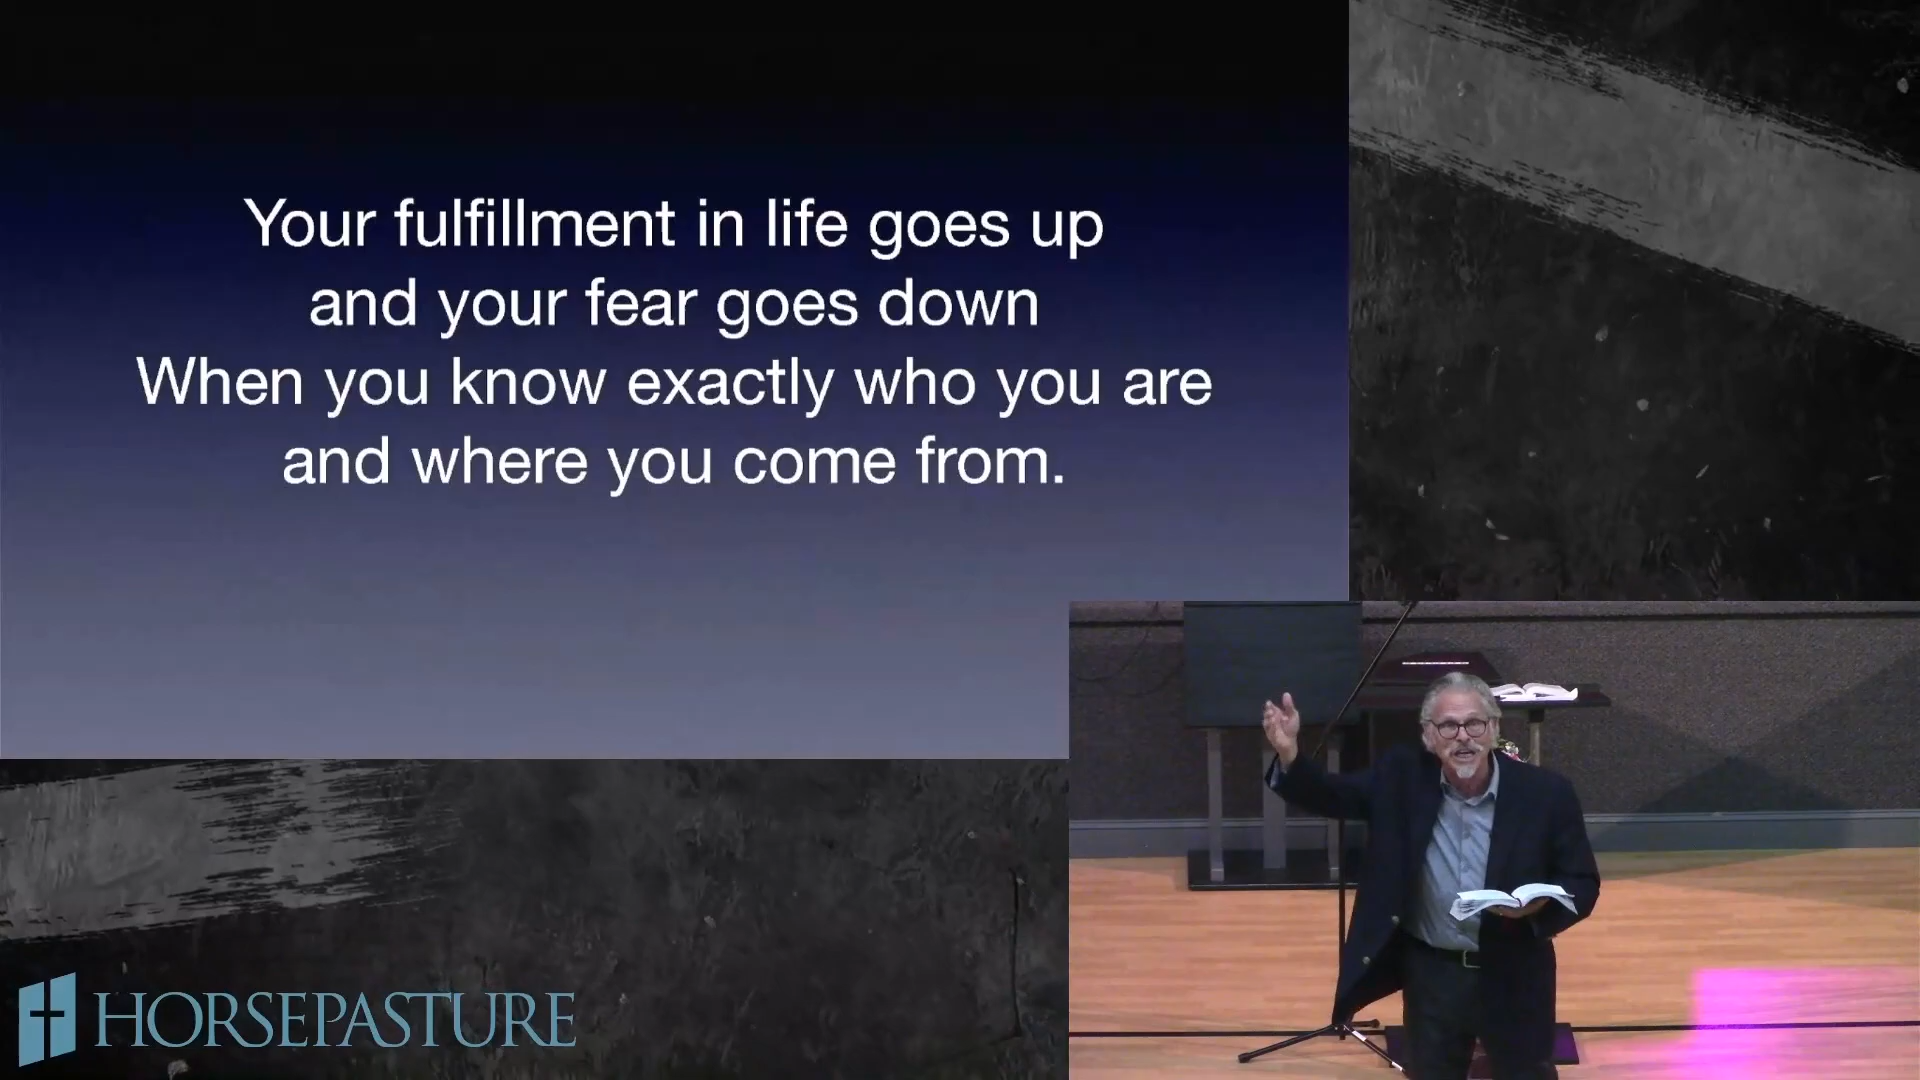 Your fulfillment in life goes up
and your fear goes down
When you know exactly who you are
and where you come from.
HORSEPASTURE